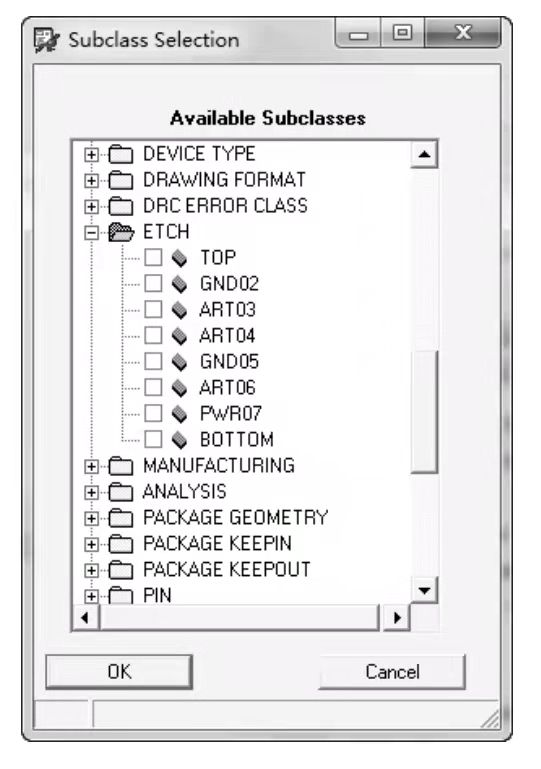 Subclass Selection
Available Subclasses
DEVICE TYPE
DRAWING FORMAT
DRC ERROR CLASS
ETCH
TOP
GND02
ART03
ART04
GND05
ART06
PWR07
BOTTOM
MANUFACTURING
ANALYSIS
PACKAGE GEOMETRY
PACKAGE KEEPIN
PACKAGE KEEPOUT
PIN
OK Cancel